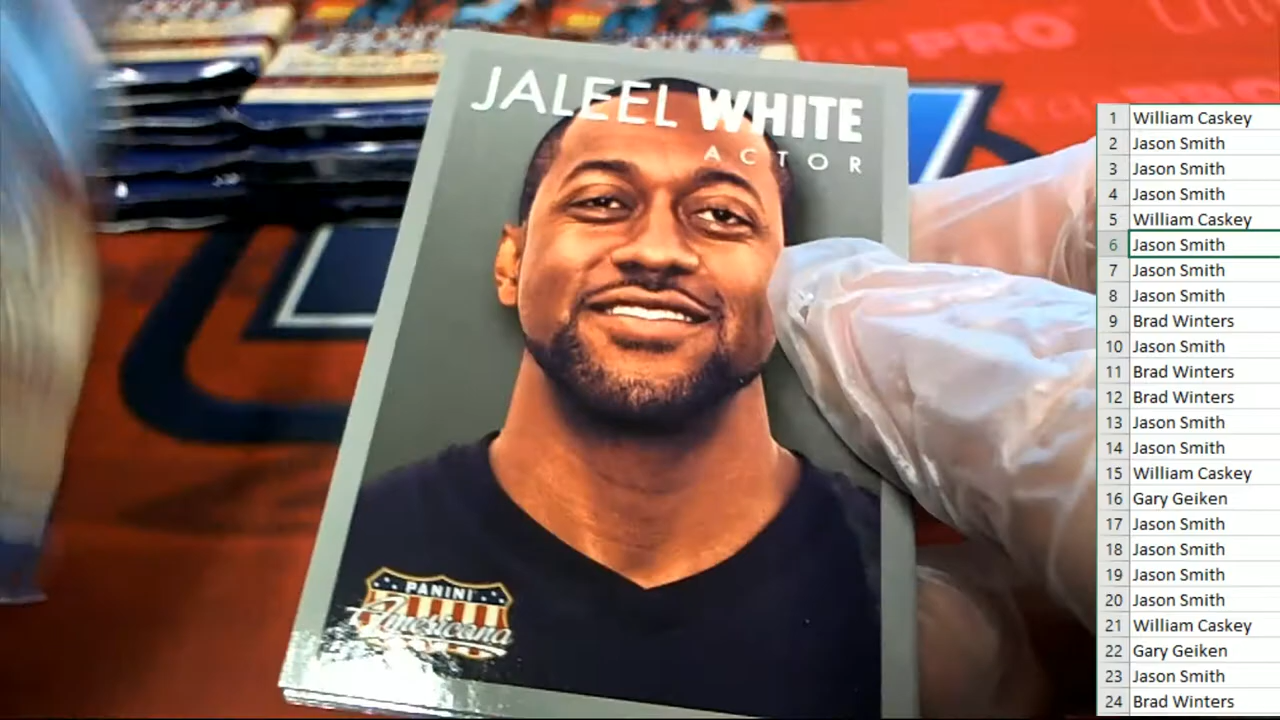 PRO
JALEEL WHITE
ACTOR
PANINI
Americana
1 William Caskey
2 Jason Smith
3 Jason Smith
4 Jason Smith
5 William Caskey
6 Jason Smith
7 Jason Smith
8 Jason Smith
9 Brad Winters
10 Jason Smith
11 Brad Winters
12 Brad Winters
13 Jason Smith
14 Jason Smith
15 William Caskey
16 Gary Geiken
17 Jason Smith
18 Jason Smith
19 Jason Smith
20 Jason Smith
21 William Caskey
22 Gary Geiken
23 Jason Smith
24 Brad Winters